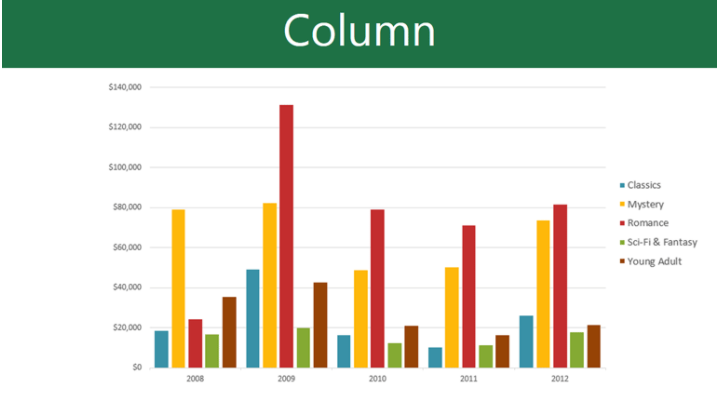 Column
$140,000
$120,000
$100,000
$80,000
$60,000
$40,000
$20,000
$0
2008 2009 2010 2011 2012
Classics
Mystery
Romance
Sci-Fi & Fantasy
Young Adult